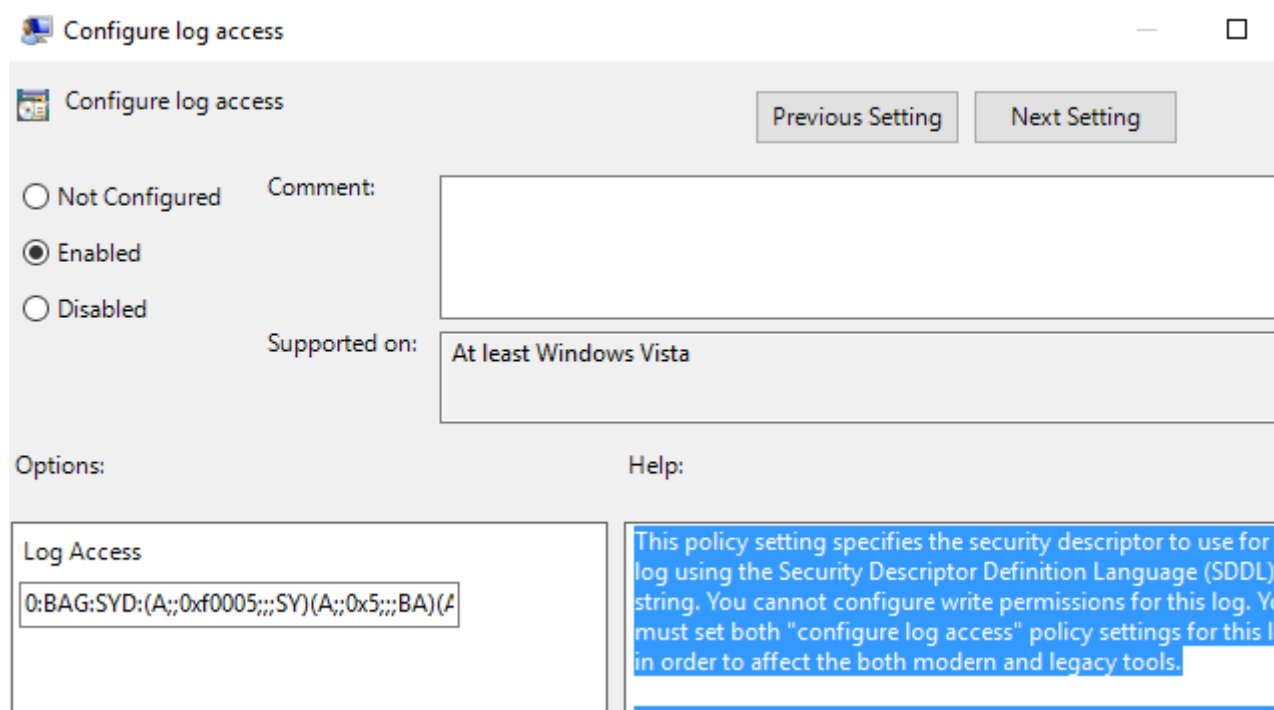 Configure log access
Configure log access
Previous Setting
Next Setting
Not Configured
Enabled
Disabled
Comment:
Supported on:
At least Windows Vista
Options:
Help:
Log Access
0:BAG:SYD:(A;;0xf0005;;;SY)(A;;0x5;;;BA)(A
This policy setting specifies the security descriptor to use for
log using the Security Descriptor Definition Language (SDDL)
string. You cannot configure write permissions for this log.
must set both "configure log access" policy settings for this
in order to affect the both modern and legacy tools.